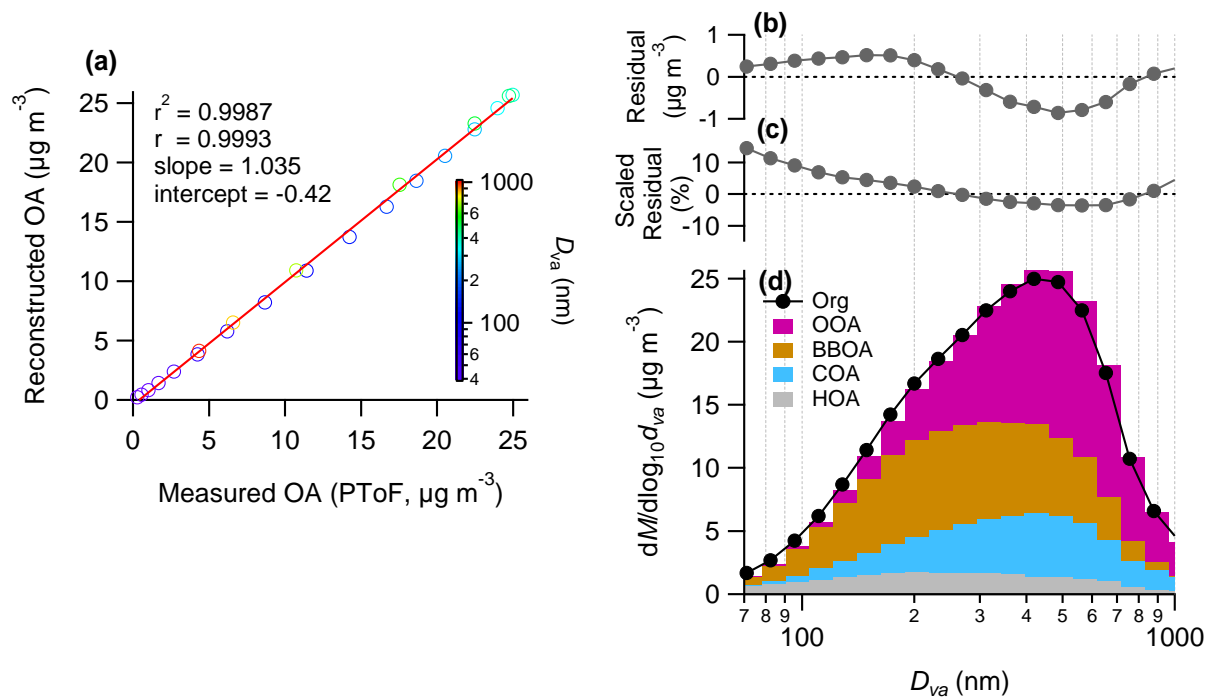 (a)
r² = 0.9987
r = 0.9993
slope = 1.035
intercept = -0.42
Reconstructed OA (µg m⁻³)
25
20
15
10
5
0
0 5 10 15 20 25
Measured OA (PToF, µg m⁻³)
1000
6
4
2
100
6
4
D_va (nm)
(b)
Residual
(µg m⁻³)
1
0
-1
(c)
Scaled
Residual
(%)
10
0
-10
(d)
Org
OOA
BBOA
COA
HOA
dM/dlog₁₀d_va (µg m⁻³)
25
20
15
10
5
0
7 8 9 2 3 4 5 6 7 8 9
100 1000
D_va (nm)